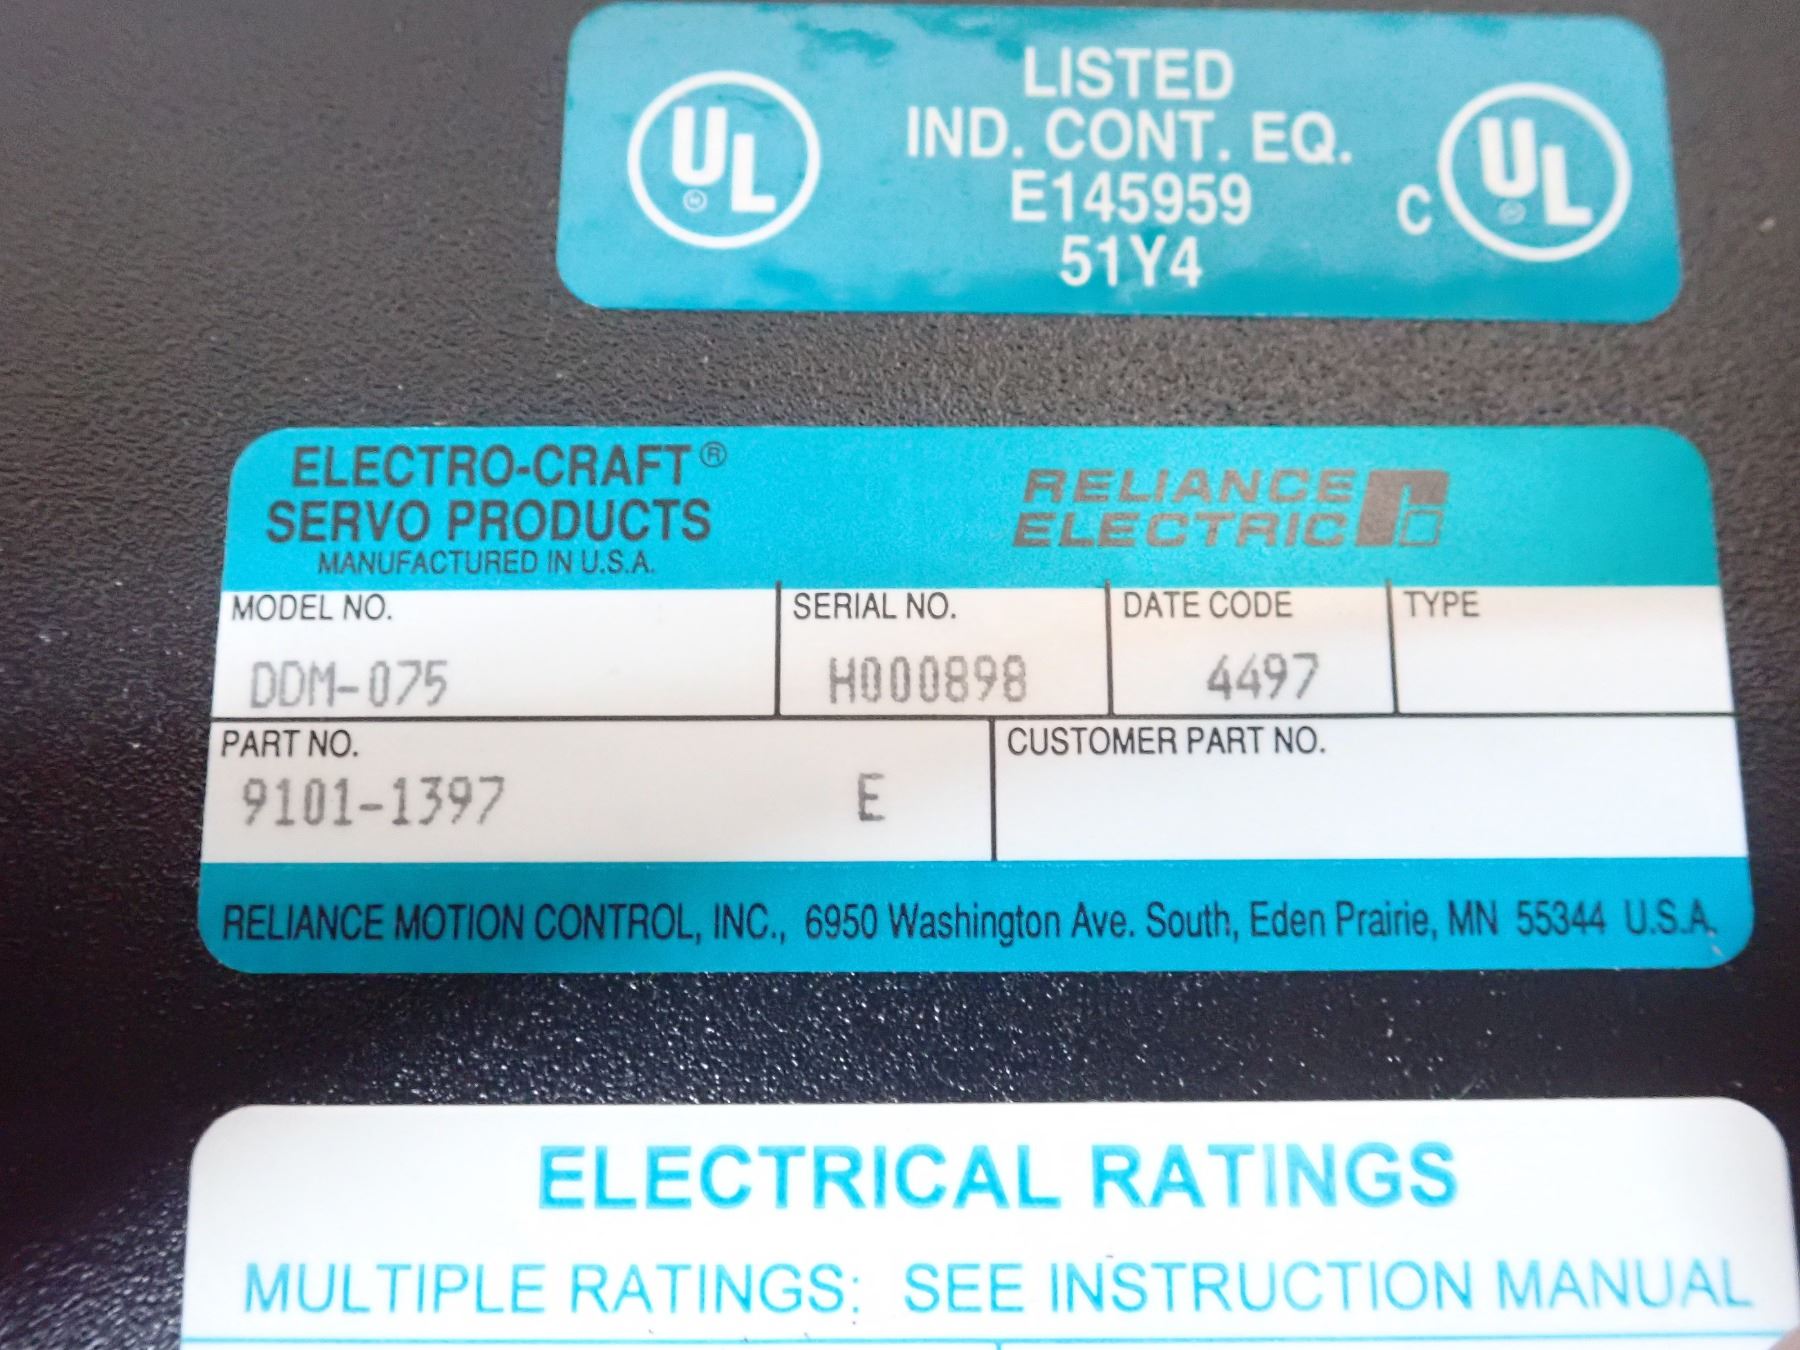 UL
LISTED
IND. CONT. EQ.
E145959
51Y4
C UL
ELECTRO-CRAFT®
SERVO PRODUCTS
MANUFACTURED IN U.S.A.
RELIANCE
ELECTRIC
MODEL NO. SERIAL NO. DATE CODE TYPE
DDM-075 H000898 4497
PART NO. CUSTOMER PART NO.
9101-1397 E
RELIANCE MOTION CONTROL, INC., 6950 Washington Ave. South, Eden Prairie, MN 55344 U.S.A.
ELECTRICAL RATINGS
MULTIPLE RATINGS: SEE INSTRUCTION MANUAL